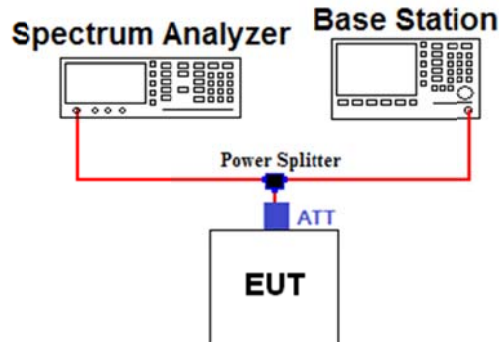 Spectrum Analyzer
Base Station
Power Splitter
ATT
EUT